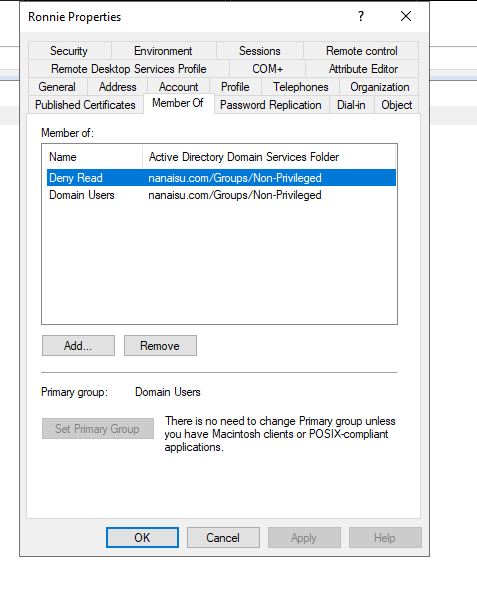 Ronnie Properties
? ×
Security Environment Sessions Remote control
Remote Desktop Services Profile COM+ Attribute Editor
General Address Account Profile Telephones Organization
Published Certificates Member Of Password Replication Dial-in Object
Member of:
Name Active Directory Domain Services Folder
Deny Read nanaisu.com/Groups/Non-Privileged
Domain Users nanaisu.com/Groups/Non-Privileged
Add... Remove
Primary group: Domain Users
Set Primary Group
There is no need to change Primary group unless
you have Macintosh clients or POSIX-compliant
applications.
OK Cancel Apply Help